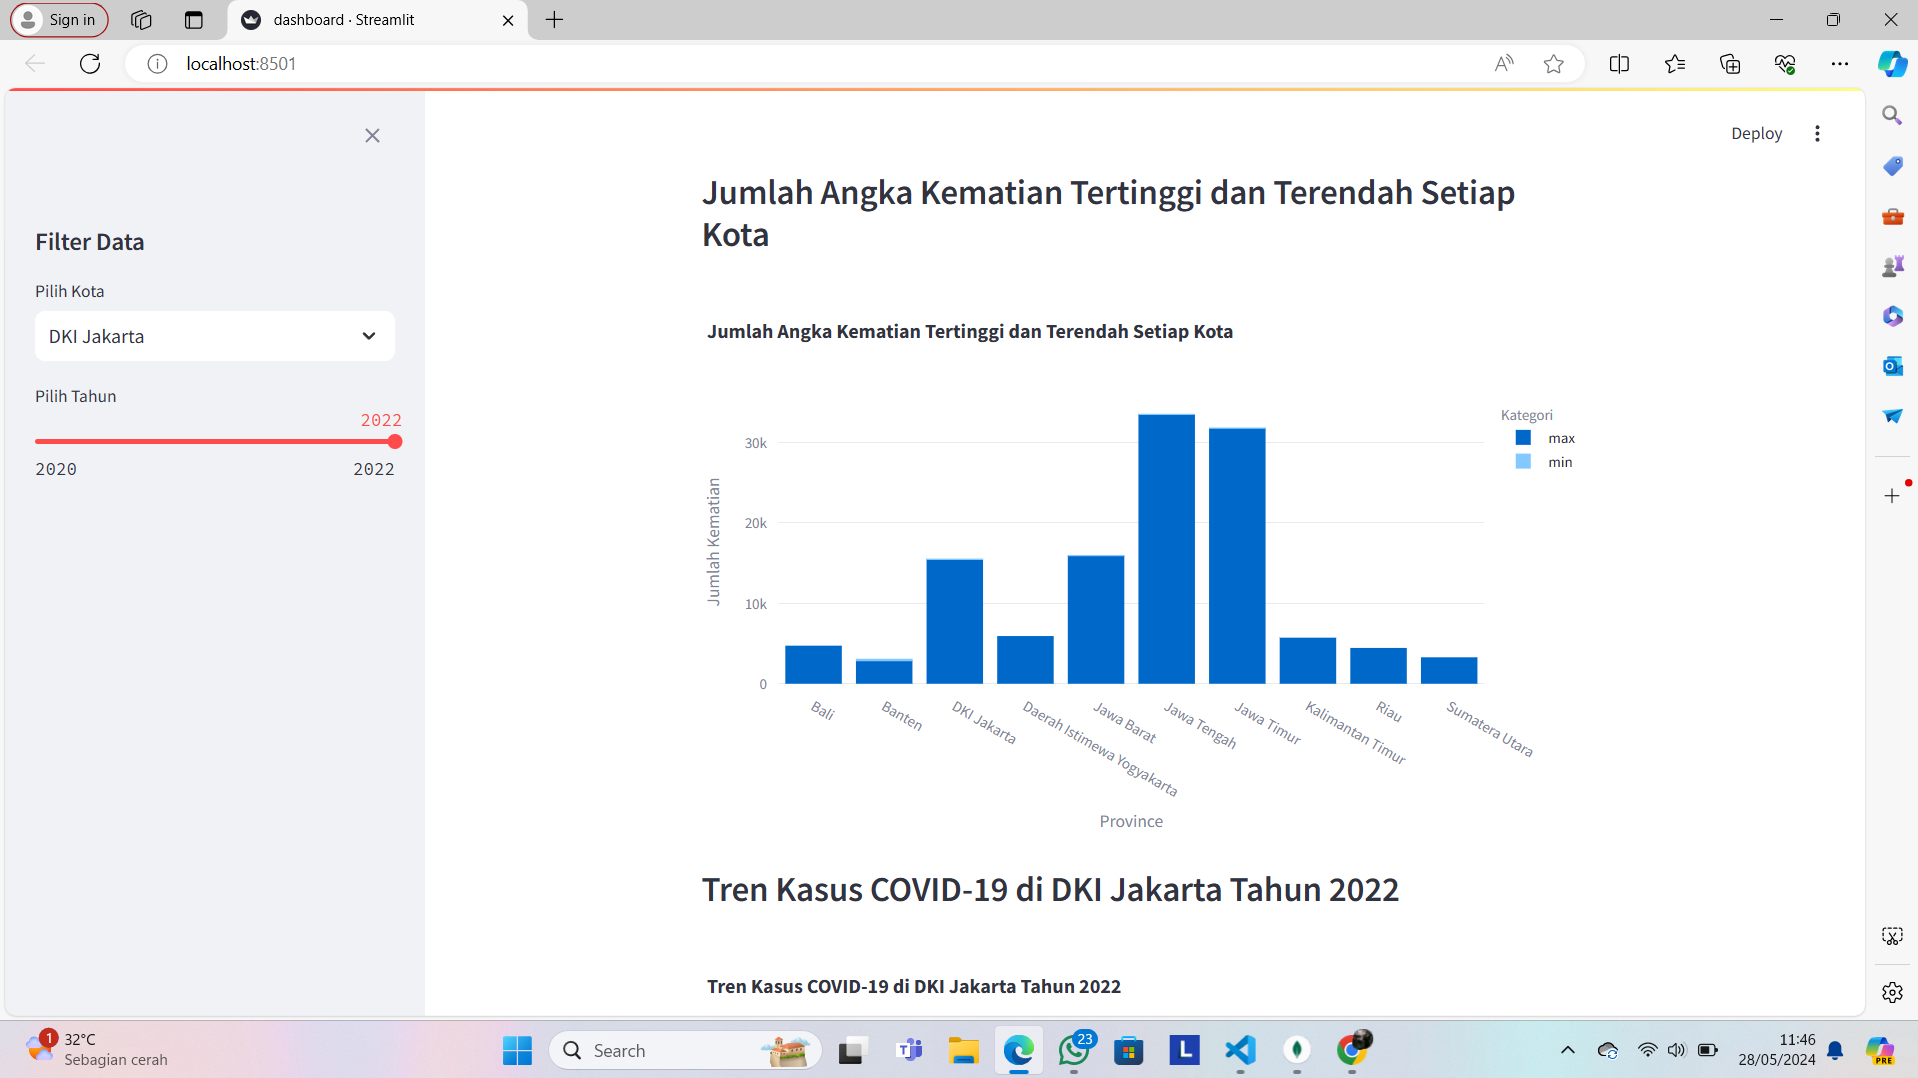 Sign in
dashboard · Streamlit
localhost:8501
Deploy
Filter Data
Pilih Kota
DKI Jakarta
Pilih Tahun
2022
2020
2022
Jumlah Angka Kematian Tertinggi dan Terendah Setiap
Kota
Jumlah Angka Kematian Tertinggi dan Terendah Setiap Kota
Jumlah Kematian
30k
20k
10k
0
Kategori
max
min
Bali
Banten
DKI Jakarta
Daerah Istimewa Yogyakarta
Jawa Barat
Jawa Tengah
Jawa Timur
Kalimantan Timur
Riau
Sumatera Utara
Province
Tren Kasus COVID-19 di DKI Jakarta Tahun 2022
Tren Kasus COVID-19 di DKI Jakarta Tahun 2022
1
32°C
Sebagian cerah
Search
23
L
11:46
28/05/2024
PRE